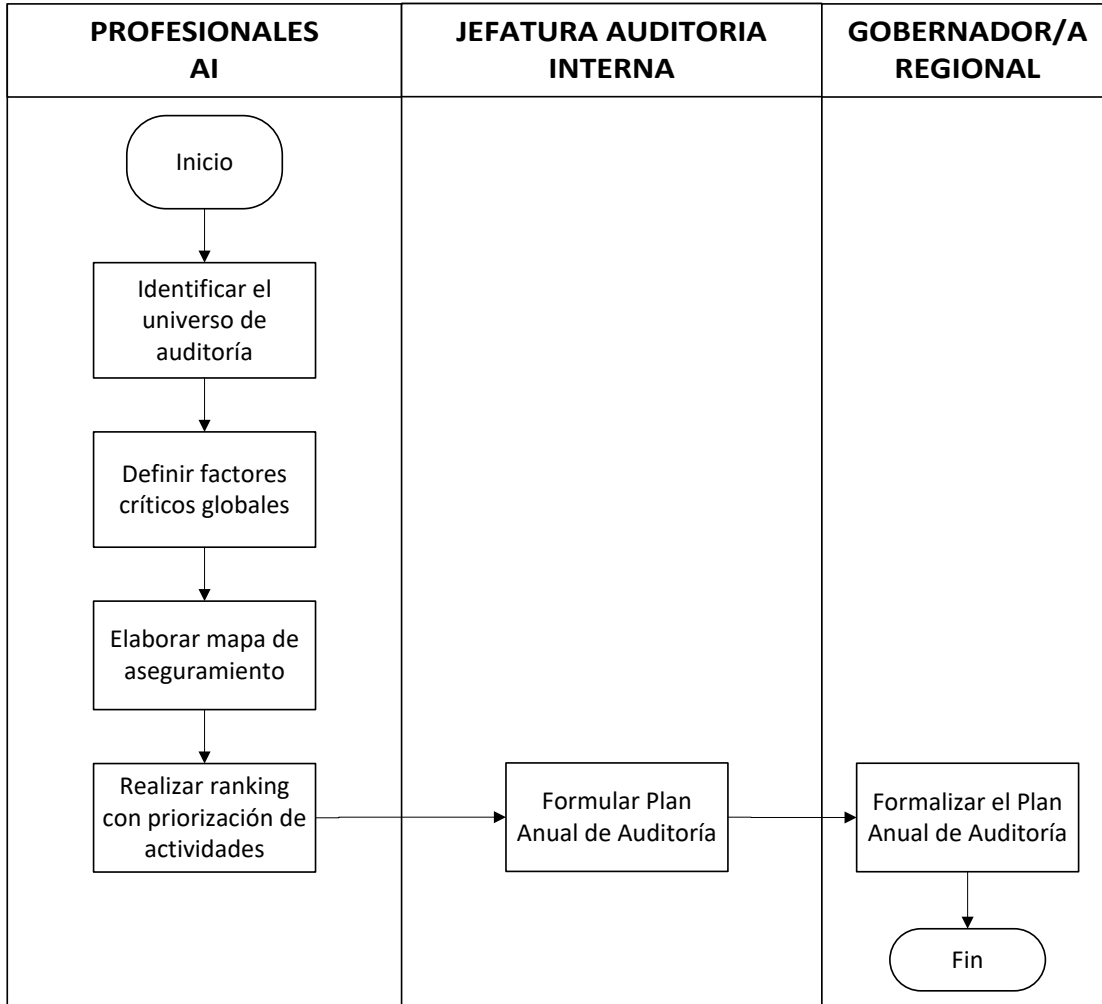 PROFESIONALES
AI
JEFATURA AUDITORIA
INTERNA
GOBERNADOR/A
REGIONAL
Inicio
Identificar el
universo de
auditoría
Definir factores
críticos globales
Elaborar mapa de
aseguramiento
Realizar ranking
con priorización de
actividades
Formular Plan
Anual de Auditoría
Formalizar el Plan
Anual de Auditoría
Fin